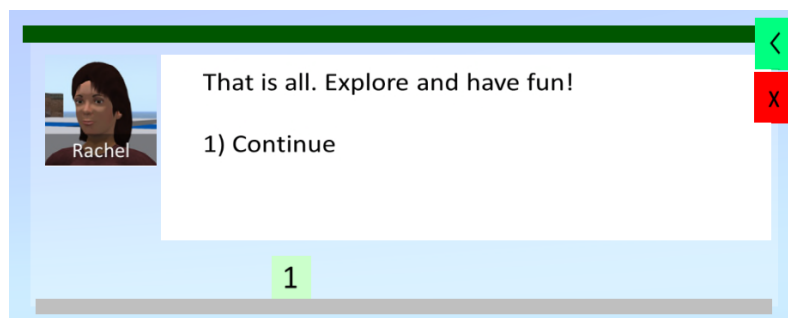 That is all. Explore and have fun!
<
X
Rachel
1) Continue
1